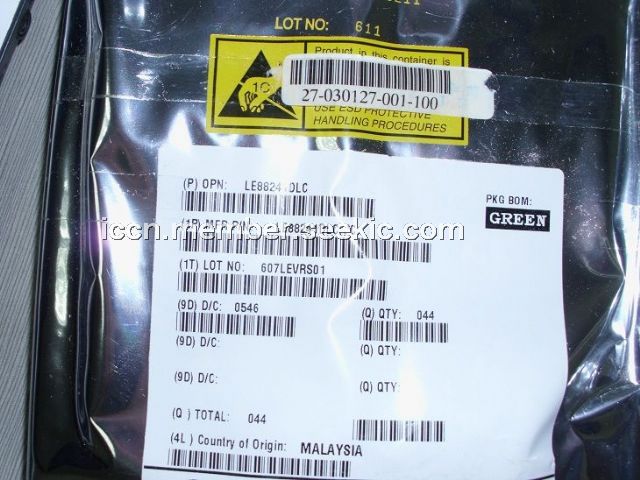 LOT NO: 611
Product in this container is
27-030127-001-100
USE ESD PROTECTIVE
HANDLING PROCEDURES
(P) OPN:
PKG BOM:
GREEN
iccn.member.seekic.com
(1T) LOT NO: 607LEVRS01
(9D) D/C: 0546
(Q) QTY: 044
(9D) D/C:
(Q) QTY:
(9D) D/C:
(Q) QTY:
(Q ) TOTAL: 044
(4L ) Country of Origin: MALAYSIA